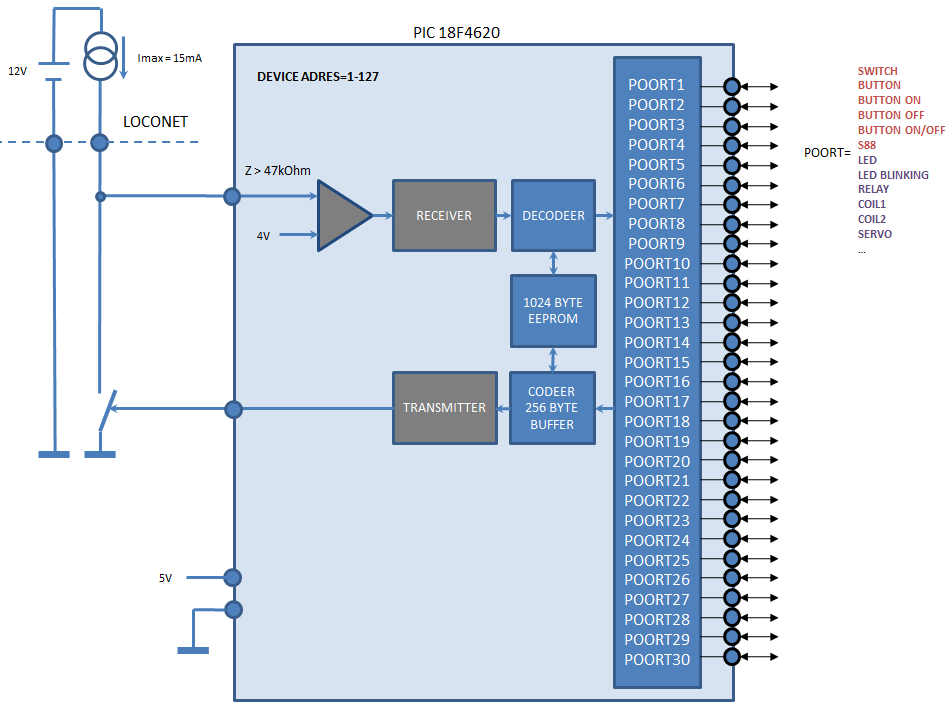 PIC 18F4620
12V
Imax = 15mA
DEVICE ADRES=1-127
LOCONET
Z > 47kOhm
4V
RECEIVER
DECODEER
1024 BYTE
EEPROM
TRANSMITTER
CODEER
256 BYTE
BUFFER
5V
POORT1
POORT2
POORT3
POORT4
POORT5
POORT6
POORT7
POORT8
POORT9
POORT10
POORT11
POORT12
POORT13
POORT14
POORT15
POORT16
POORT17
POORT18
POORT19
POORT20
POORT21
POORT22
POORT23
POORT24
POORT25
POORT26
POORT27
POORT28
POORT29
POORT30
POORT=
SWITCH
BUTTON
BUTTON ON
BUTTON OFF
BUTTON ON/OFF
S88
LED
LED BLINKING
RELAY
COIL1
COIL2
SERVO
...